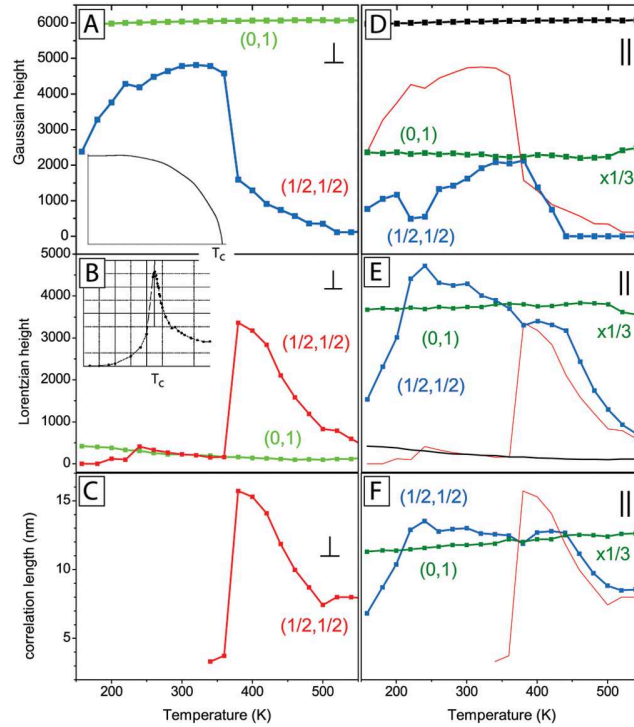 A
(0,1)
⊥
Gaussian height
6000
5000
4000
3000
2000
1000
0
(1/2,1/2)
Tc
D
||
(0,1)
x1/3
(1/2,1/2)
B
⊥
Lorentzian height
5000
4000
3000
2000
1000
0
Tc
(1/2,1/2)
(0,1)
E
||
(0,1)
x1/3
(1/2,1/2)
C
⊥
correlation length (nm)
15
10
5
(1/2,1/2)
F
(1/2,1/2)
||
x1/3
(0,1)
200 300 400 500
Temperature (K)
200 300 400 500
Temperature (K)